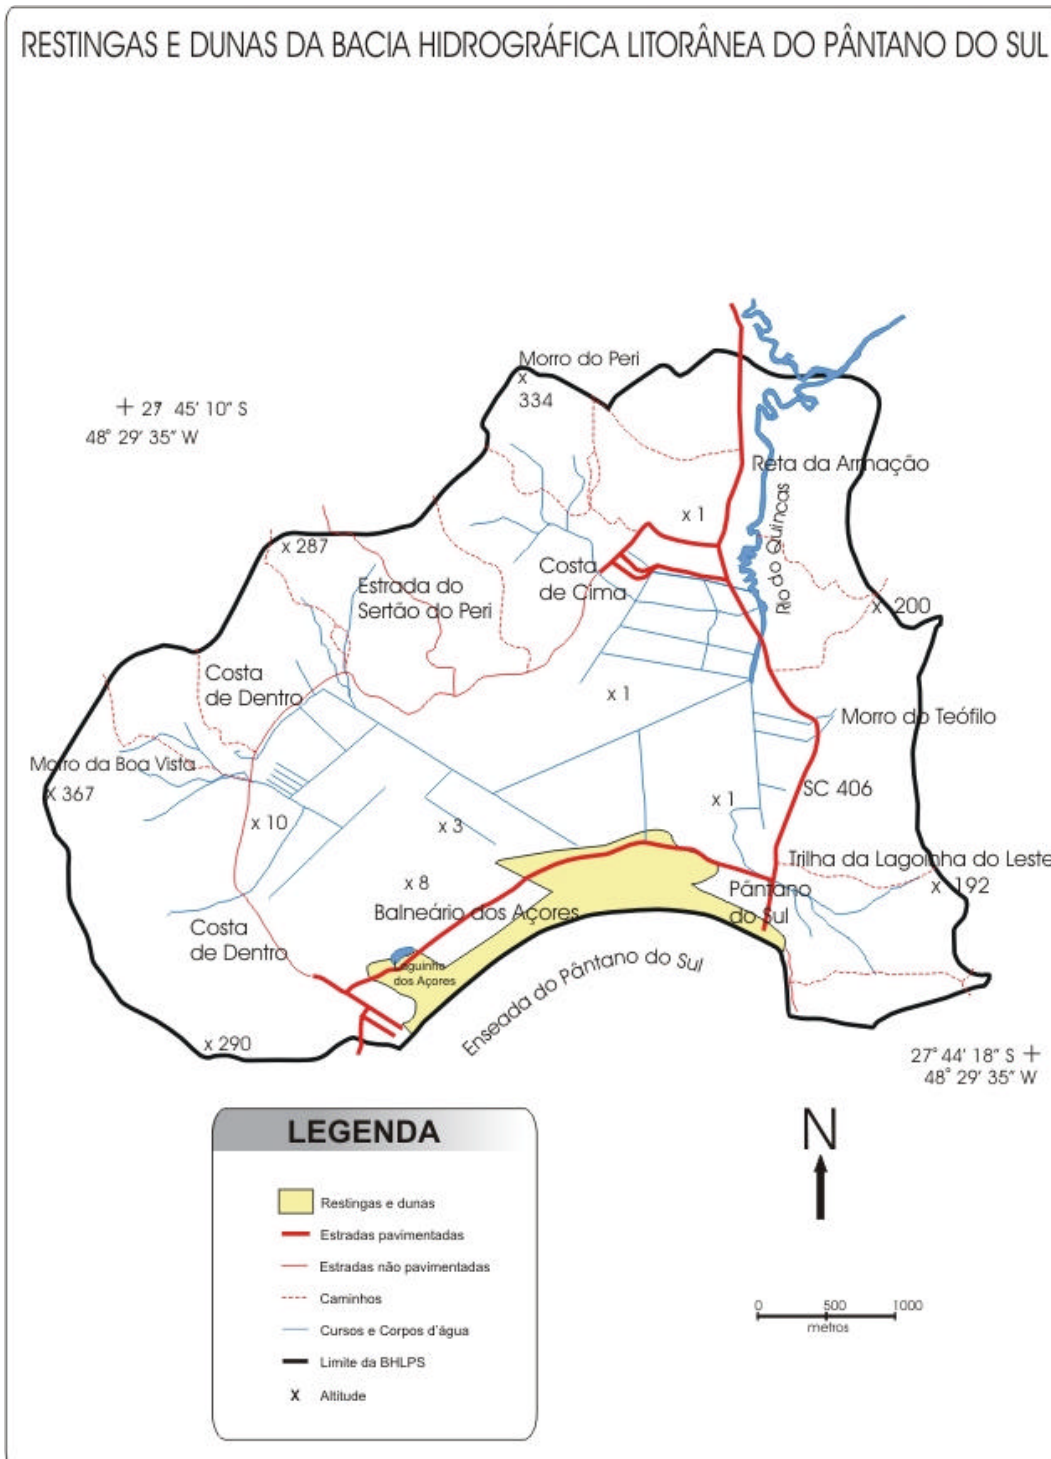 RESTINGAS E DUNAS DA BACIA HIDROGRÁFICA LITORÂNEA DO PÂNTANO DO SUL
Morro do Peri
x
334
27° 45' 10" S
48° 29' 35" W
Reta da Armação
Rio do Quincas
x 1
x 287
Costa
de Cima
Estrada do
Sertão do Peri
x 200
Costa
de Dentro
x 1
Morro do Teófilo
Morro da Boa Vista
x 367
SC 406
x 1
x 10
x 3
Trilha da Lagoinha do Leste
x 192
x 8
Pântano
do Sul
Balneário dos Açores
Costa
de Dentro
Laguinho
dos Açores
Enseada do Pântano do Sul
x 290
27° 44' 18" S
48° 29' 35" W
N
LEGENDA
Restingas e dunas
Estradas pavimentadas
Estradas não pavimentadas
Caminhos
Cursos e Corpos d'água
Limite da BHLPS
X Altitude
0 500 1000
metros